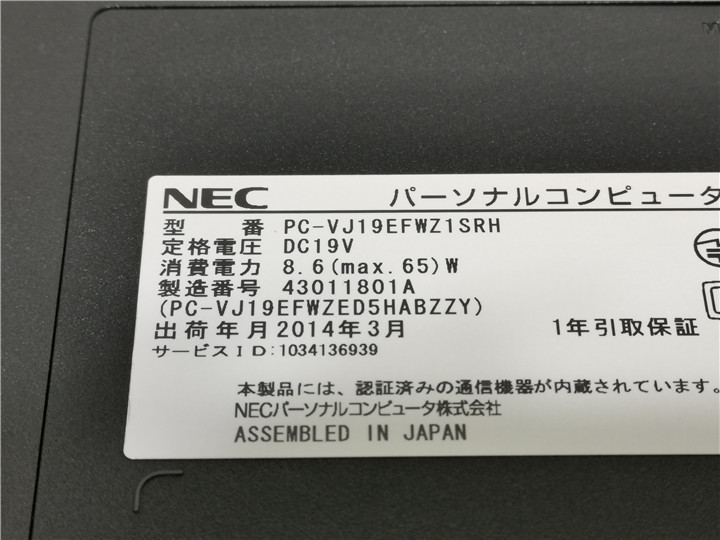 NEC パーソナルコンピュータ
型 番 PC-VJ19EFWZ1SRH
定格電圧 DC19V
消費電力 8.6(max.65)W
製造番号 43011801A
(PC-VJ19EFWZED5HABZZY)
出荷年月 2014年3月 1年引取保証
サービスID:1034136939
本製品には、認証済みの通信機器が内蔵されています。
NECパーソナルコンピュータ株式会社
ASSEMBLED IN JAPAN